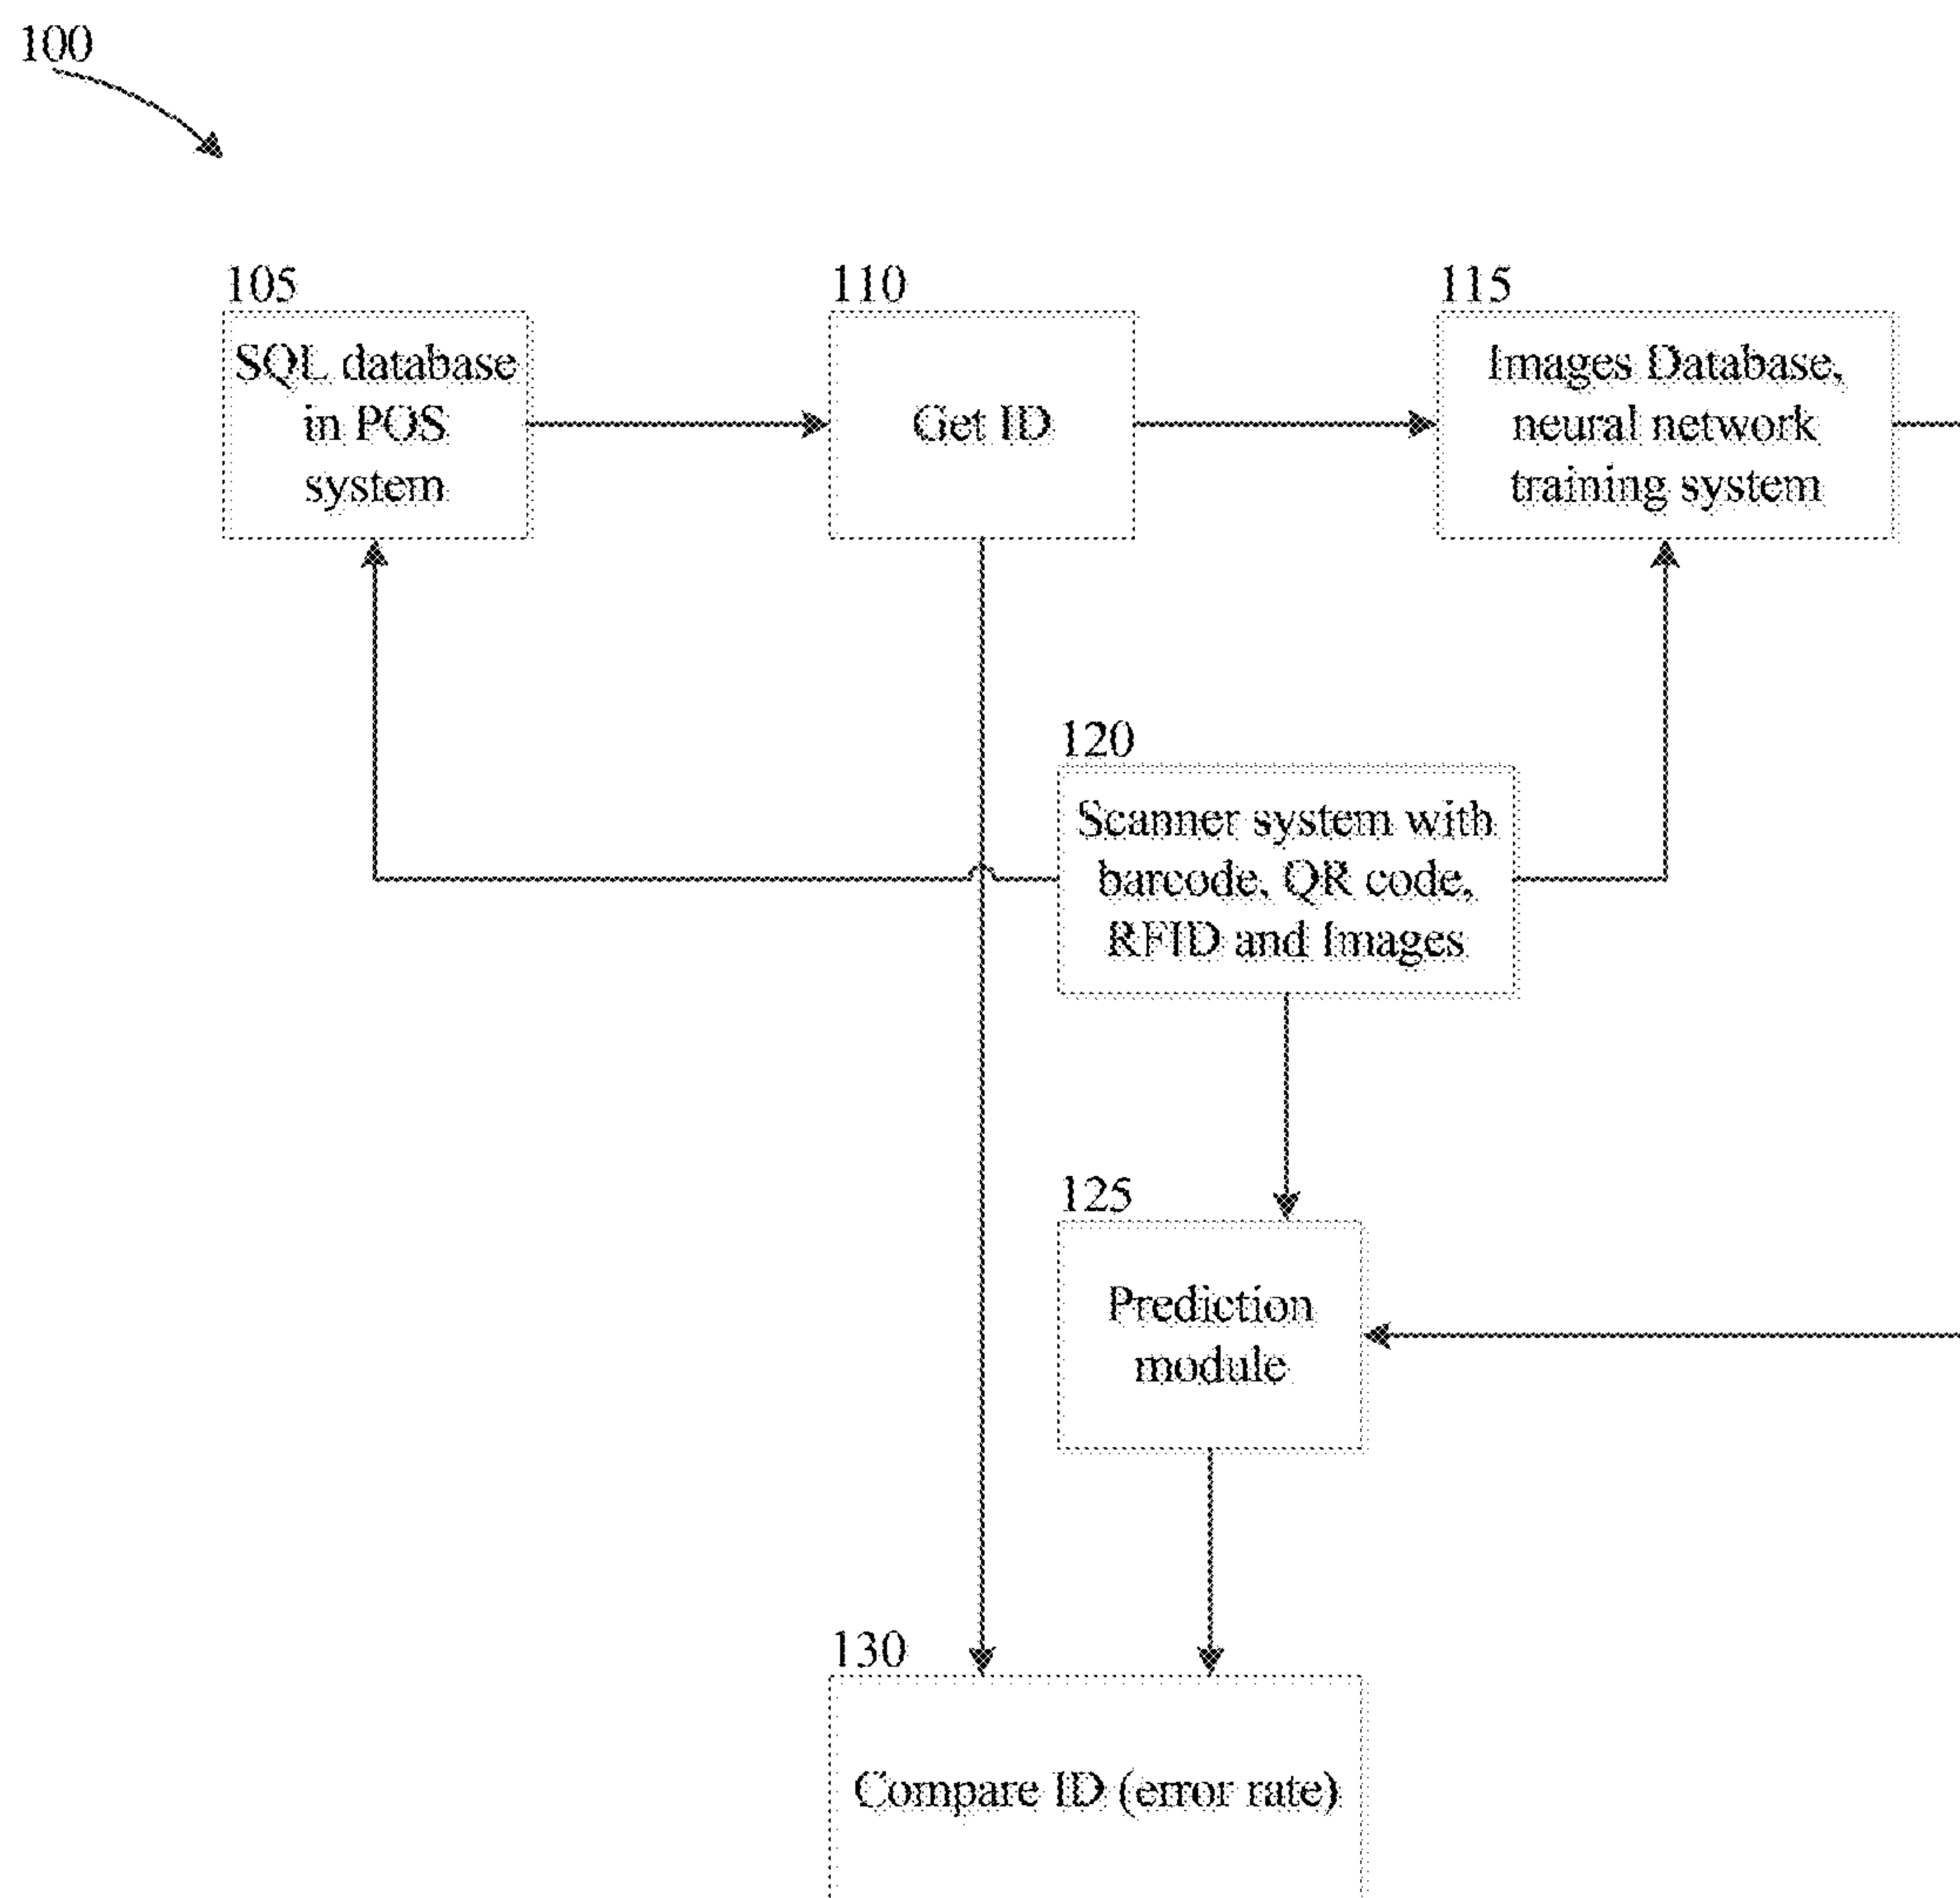 100
105
SQL database
in POS
system
110
Get ID
115
Images Database,
neural network
training system
120
Scanner system with
barcode, QR code,
RFID and Images
125
Prediction
module
130
Compare ID (error rate)